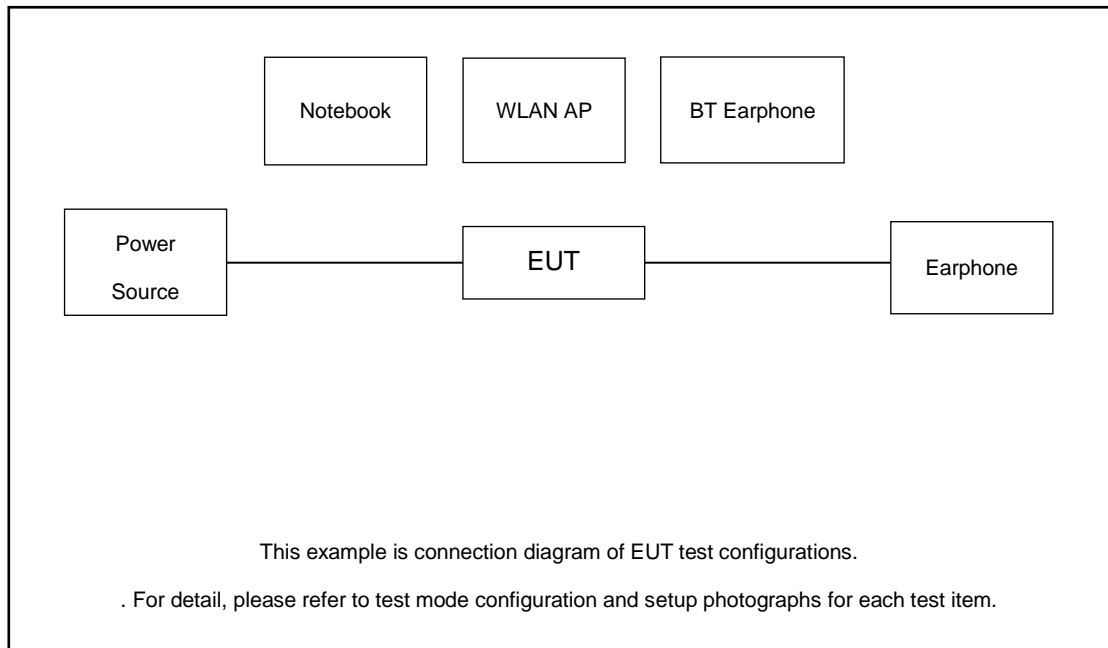 Notebook
WLAN AP
BT Earphone
Power
Source
EUT
Earphone
This example is connection diagram of EUT test configurations.
. For detail, please refer to test mode configuration and setup photographs for each test item.